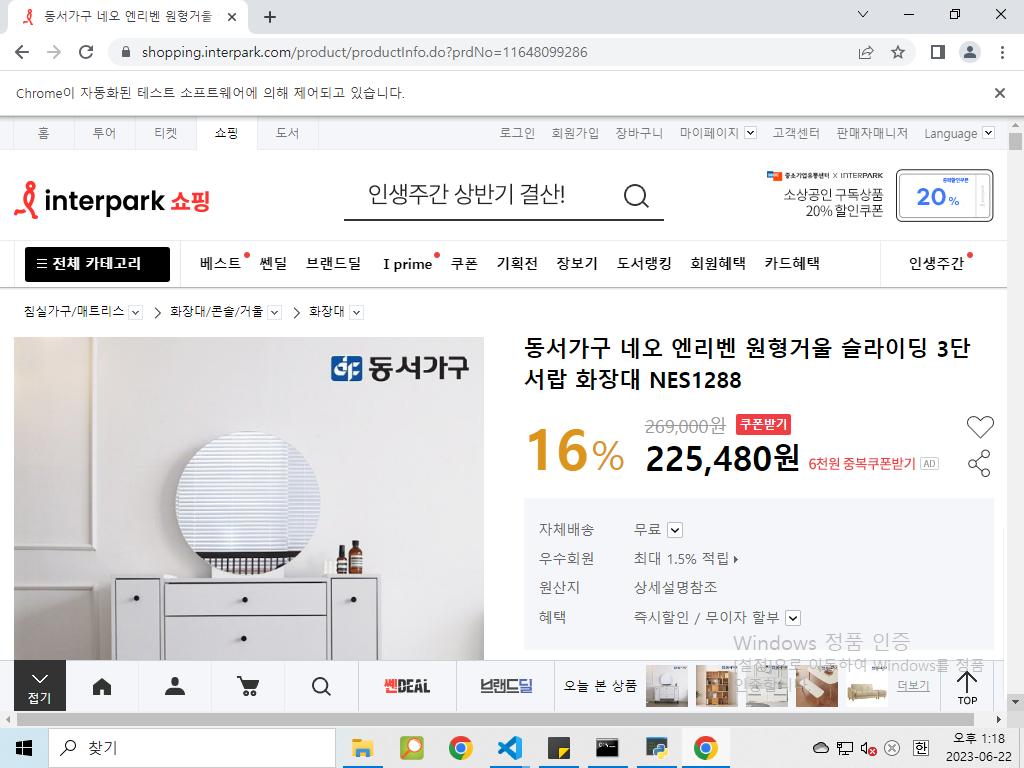 동서가구 네오 엔리벤 원형거울
shopping.interpark.com/product/productInfo.do?prdNo=11648099286
Chrome이 자동화된 테스트 소프트웨어에 의해 제어되고 있습니다.
홈 투어 티켓 쇼핑 도서 로그인 회원가입 장바구니 마이페이지 고객센터 판매자매니저 Language
interpark 쇼핑
인생주간 상반기 결산!
중소기업유통센터 X INTERPARK
소상공인 구독상품
20% 할인쿠폰
20%
전체 카테고리 베스트 쎈딜 브랜드딜 I prime 쿠폰 기획전 장보기 도서랭킹 회원혜택 카드혜택 인생주간
침실가구/매트리스 화장대/콘솔/거울 화장대
동서가구
동서가구 네오 엔리벤 원형거울 슬라이딩 3단
서랍 화장대 NES1288
16%
269,000원 쿠폰받기
225,480원 6천원 중복쿠폰받기 AD
자체배송 무료
우수회원 최대 1.5% 적립
원산지 상세설명참조
혜택 즉시할인 / 무이자 할부
Windows 정품 인증
[설정]으로 이동하여 Windows를 정품
인증합니다.
접기
쎈DEAL
브랜드딜
오늘 본 상품
더보기
TOP
찾기
한
오후 1:18
2023-06-22